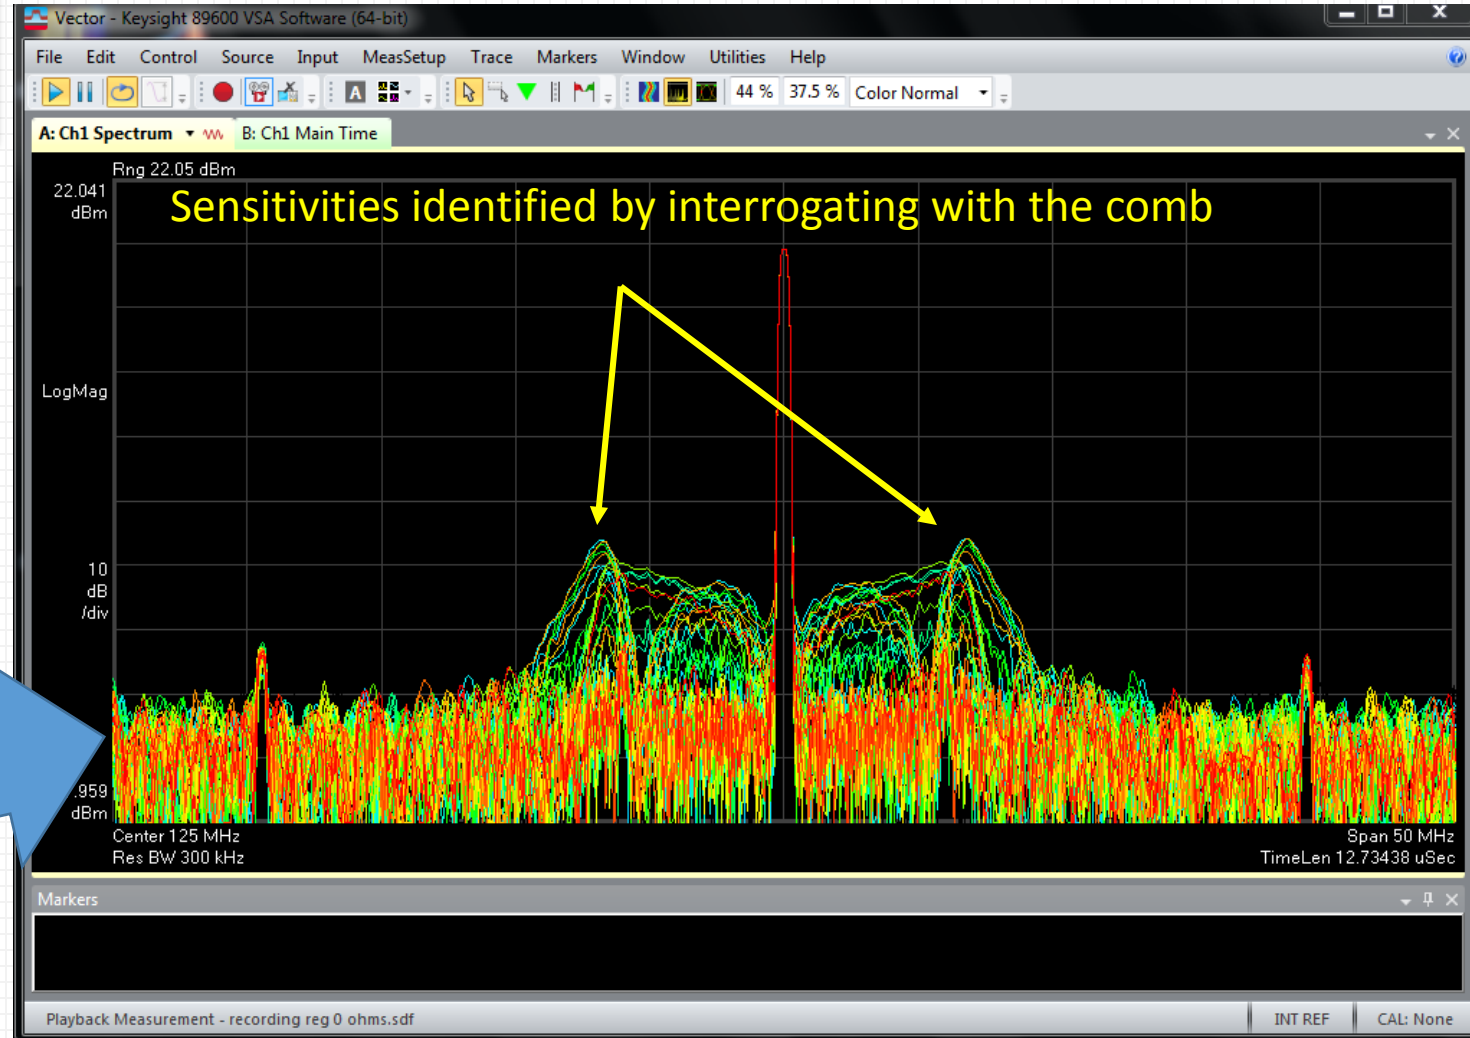 Vector - Keysight 89600 VSA Software (64-bit)
File Edit Control Source Input MeasSetup Trace Markers Window Utilities Help
A 44 % 37.5 % Color Normal
A: Ch1 Spectrum B: Ch1 Main Time
Rng 22.05 dBm
22.041
dBm
Sensitivities identified by interrogating with the comb
LogMag
10
dB
/div
.959
dBm
Center 125 MHz Span 50 MHz
Res BW 300 kHz TimeLen 12.73438 uSec
Markers
Playback Measurement - recording reg 0 ohms.sdf INT REF CAL: None